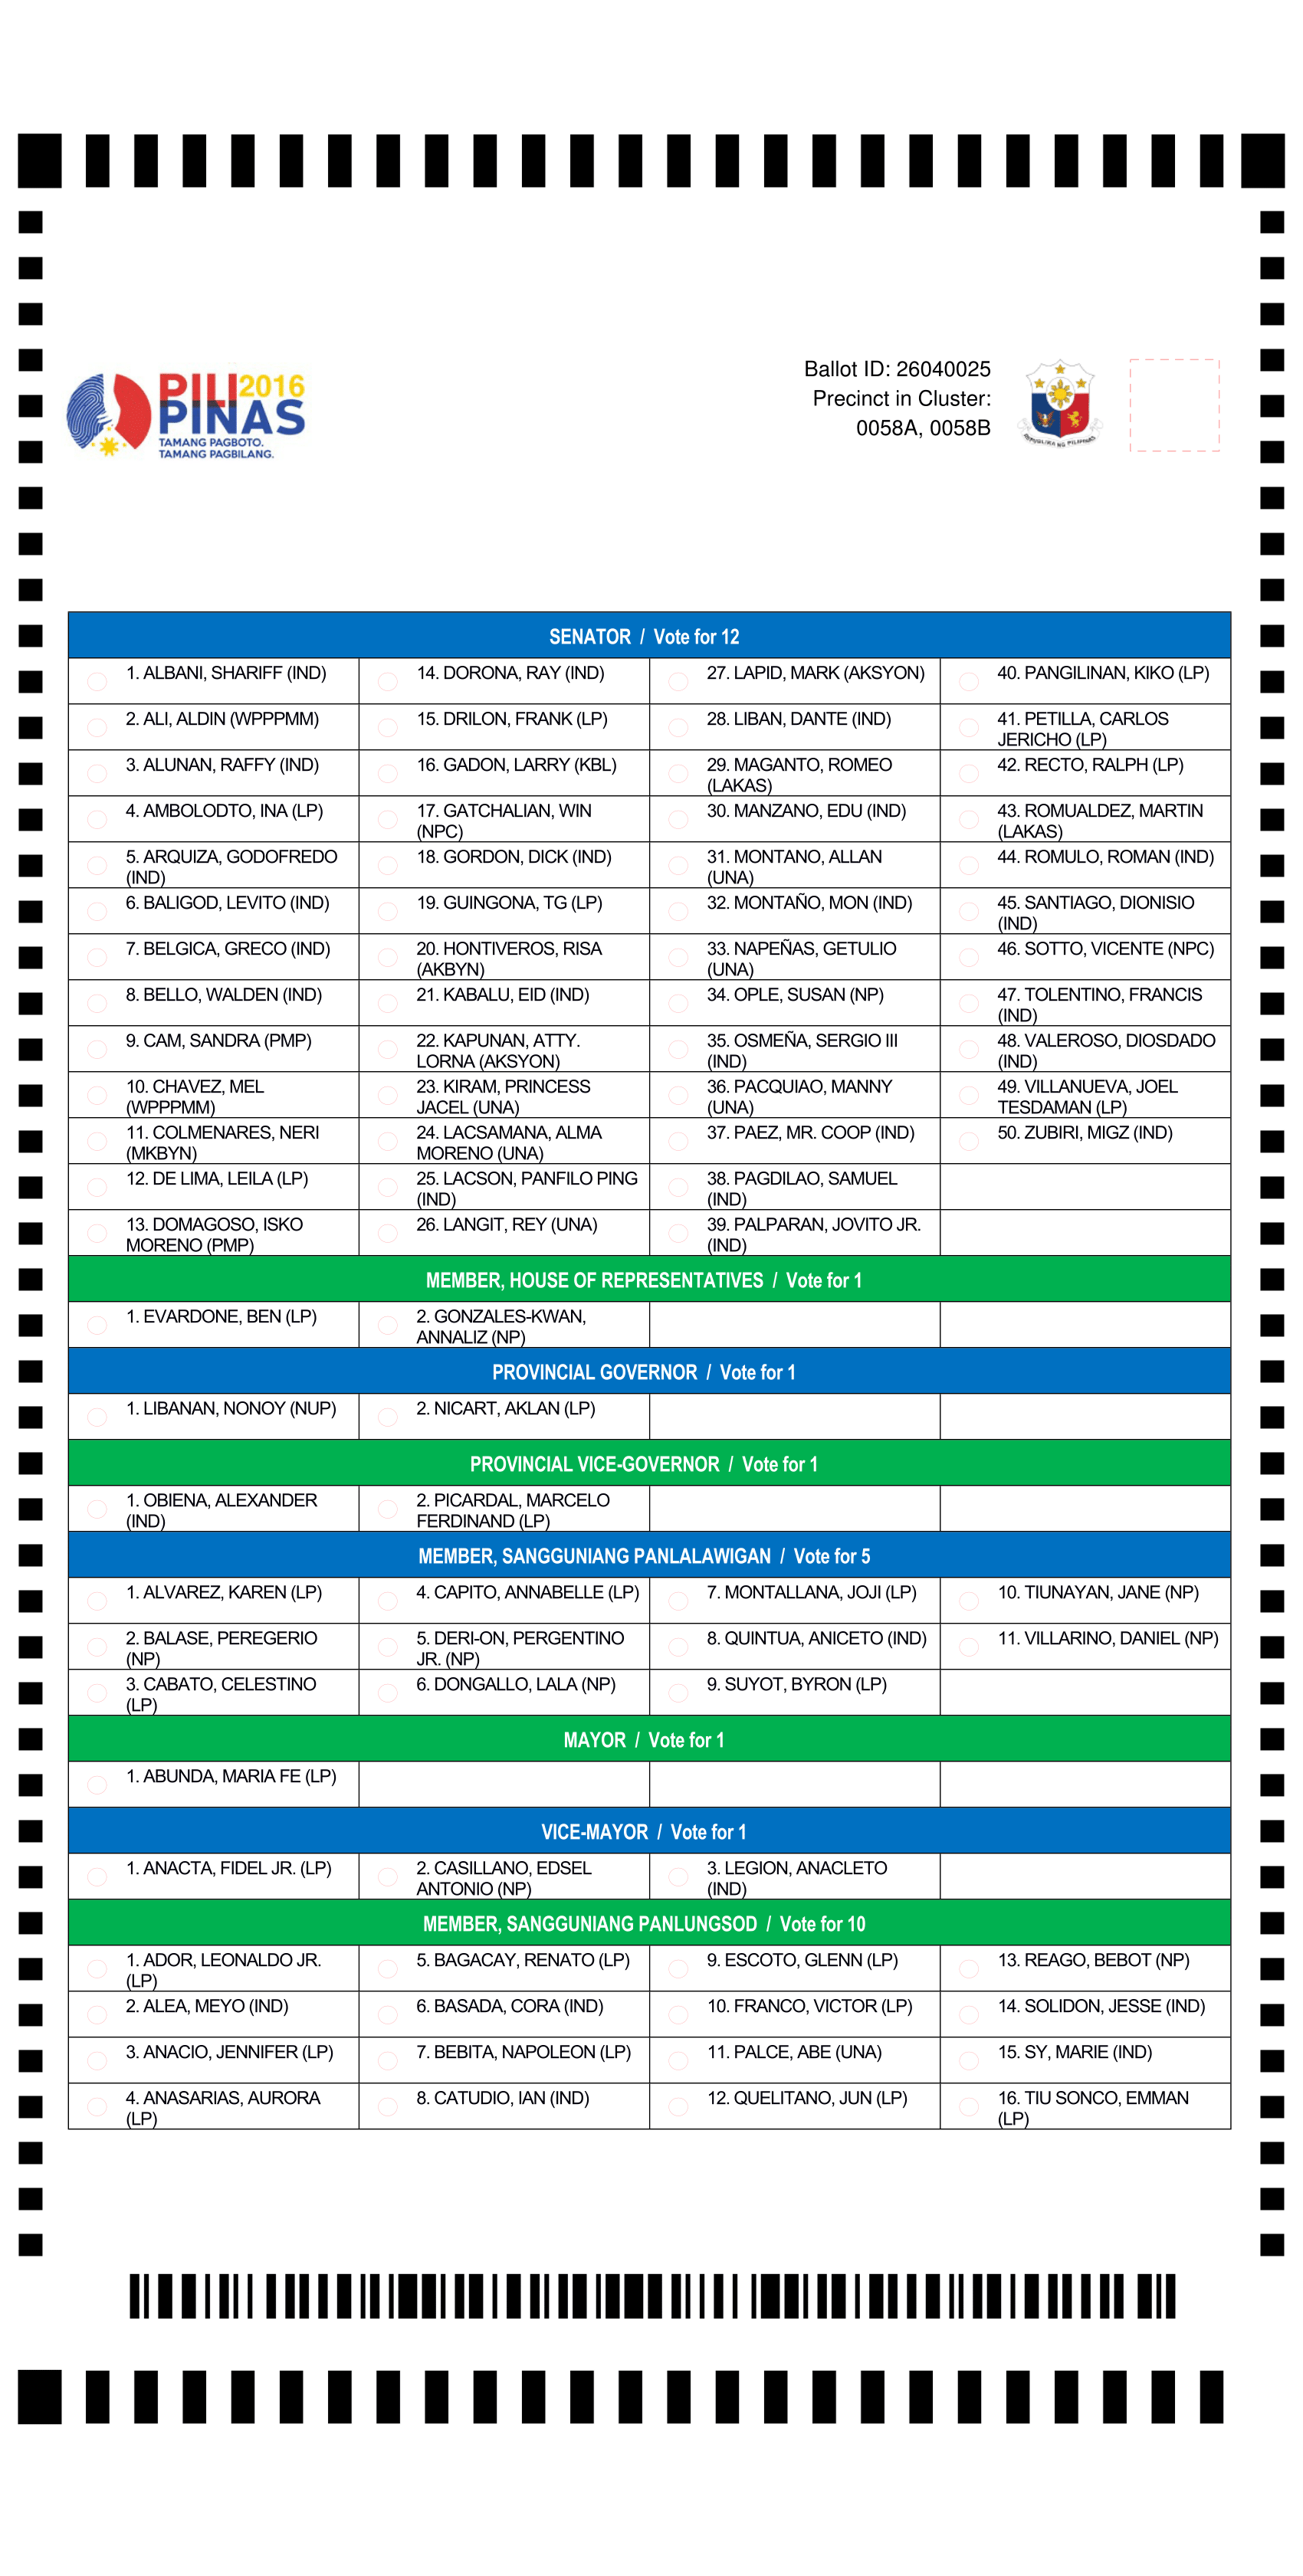 PILI2016
PINAS
TAMANG PAGBOTO.
TAMANG PAGBILANG.
Ballot ID: 26040025
Precinct in Cluster:
0058A, 0058B
REPUBLIKA NG PILIPINAS
SENATOR / Vote for 12
1. ALBANI, SHARIFF (IND)
2. ALI, ALDIN (WPPPMM)
3. ALUNAN, RAFFY (IND)
4. AMBOLODTO, INA (LP)
5. ARQUIZA, GODOFREDO
(IND)
6. BALIGOD, LEVITO (IND)
7. BELGICA, GRECO (IND)
8. BELLO, WALDEN (IND)
9. CAM, SANDRA (PMP)
10. CHAVEZ, MEL
(WPPPMM)
11. COLMENARES, NERI
(MKBYN)
12. DE LIMA, LEILA (LP)
13. DOMAGOSO, ISKO
MORENO (PMP)
14. DORONA, RAY (IND)
15. DRILON, FRANK (LP)
16. GADON, LARRY (KBL)
17. GATCHALIAN, WIN
(NPC)
18. GORDON, DICK (IND)
19. GUINGONA, TG (LP)
20. HONTIVEROS, RISA
(AKBYN)
21. KABALU, EID (IND)
22. KAPUNAN, ATTY.
LORNA (AKSYON)
23. KIRAM, PRINCESS
JACEL (UNA)
24. LACSAMANA, ALMA
MORENO (UNA)
25. LACSON, PANFILO PING
(IND)
26. LANGIT, REY (UNA)
27. LAPID, MARK (AKSYON)
28. LIBAN, DANTE (IND)
29. MAGANTO, ROMEO
(LAKAS)
30. MANZANO, EDU (IND)
31. MONTANO, ALLAN
(UNA)
32. MONTAÑO, MON (IND)
33. NAPEÑAS, GETULIO
(UNA)
34. OPLE, SUSAN (NP)
35. OSMEÑA, SERGIO III
(IND)
36. PACQUIAO, MANNY
(UNA)
37. PAEZ, MR. COOP (IND)
38. PAGDILAO, SAMUEL
(IND)
39. PALPARAN, JOVITO JR.
(IND)
40. PANGILINAN, KIKO (LP)
41. PETILLA, CARLOS
JERICHO (LP)
42. RECTO, RALPH (LP)
43. ROMUALDEZ, MARTIN
(LAKAS)
44. ROMULO, ROMAN (IND)
45. SANTIAGO, DIONISIO
(IND)
46. SOTTO, VICENTE (NPC)
47. TOLENTINO, FRANCIS
(IND)
48. VALEROSO, DIOSDADO
(IND)
49. VILLANUEVA, JOEL
TESDAMAN (LP)
50. ZUBIRI, MIGZ (IND)
MEMBER, HOUSE OF REPRESENTATIVES / Vote for 1
1. EVARDONE, BEN (LP)
2. GONZALES-KWAN,
ANNALIZ (NP)
PROVINCIAL GOVERNOR / Vote for 1
1. LIBANAN, NONOY (NUP)
2. NICART, AKLAN (LP)
PROVINCIAL VICE-GOVERNOR / Vote for 1
1. OBIENA, ALEXANDER
(IND)
2. PICARDAL, MARCELO
FERDINAND (LP)
MEMBER, SANGGUNIANG PANLALAWIGAN / Vote for 5
1. ALVAREZ, KAREN (LP)
2. BALASE, PEREGERIO
(NP)
3. CABATO, CELESTINO
(LP)
4. CAPITO, ANNABELLE (LP)
5. DERI-ON, PERGENTINO
JR. (NP)
6. DONGALLO, LALA (NP)
7. MONTALLANA, JOJI (LP)
8. QUINTUA, ANICETO (IND)
9. SUYOT, BYRON (LP)
10. TIUNAYAN, JANE (NP)
11. VILLARINO, DANIEL (NP)
MAYOR / Vote for 1
1. ABUNDA, MARIA FE (LP)
VICE-MAYOR / Vote for 1
1. ANACTA, FIDEL JR. (LP)
2. CASILLANO, EDSEL
ANTONIO (NP)
3. LEGION, ANACLETO
(IND)
MEMBER, SANGGUNIANG PANLUNGSOD / Vote for 10
1. ADOR, LEONALDO JR.
(LP)
2. ALEA, MEYO (IND)
3. ANACIO, JENNIFER (LP)
4. ANASARIAS, AURORA
(LP)
5. BAGACAY, RENATO (LP)
6. BASADA, CORA (IND)
7. BEBITA, NAPOLEON (LP)
8. CATUDIO, IAN (IND)
9. ESCOTO, GLENN (LP)
10. FRANCO, VICTOR (LP)
11. PALCE, ABE (UNA)
12. QUELITANO, JUN (LP)
13. REAGO, BEBOT (NP)
14. SOLIDON, JESSE (IND)
15. SY, MARIE (IND)
16. TIU SONCO, EMMAN
(LP)